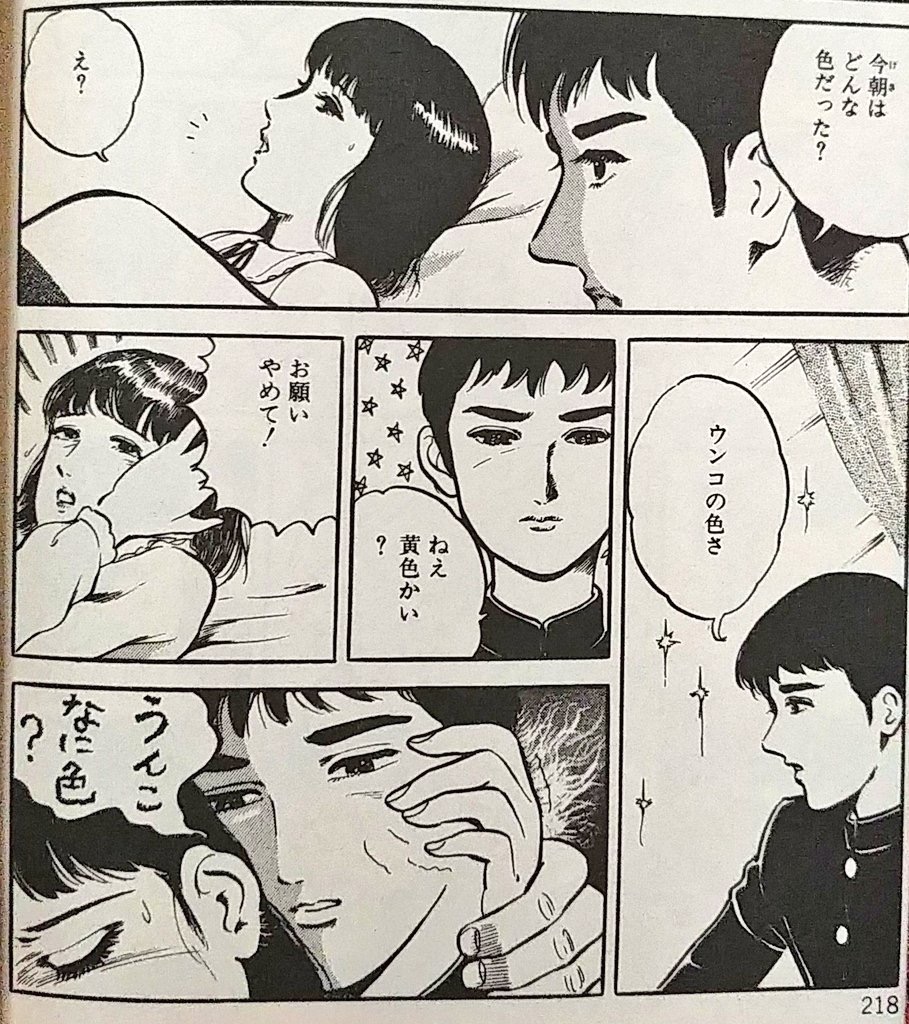 今朝は
どんな
色だった？
え？
ウンコの色さ
ねえ
黄色かい
？
お願い
やめて！
うんこ
なに色
？
218